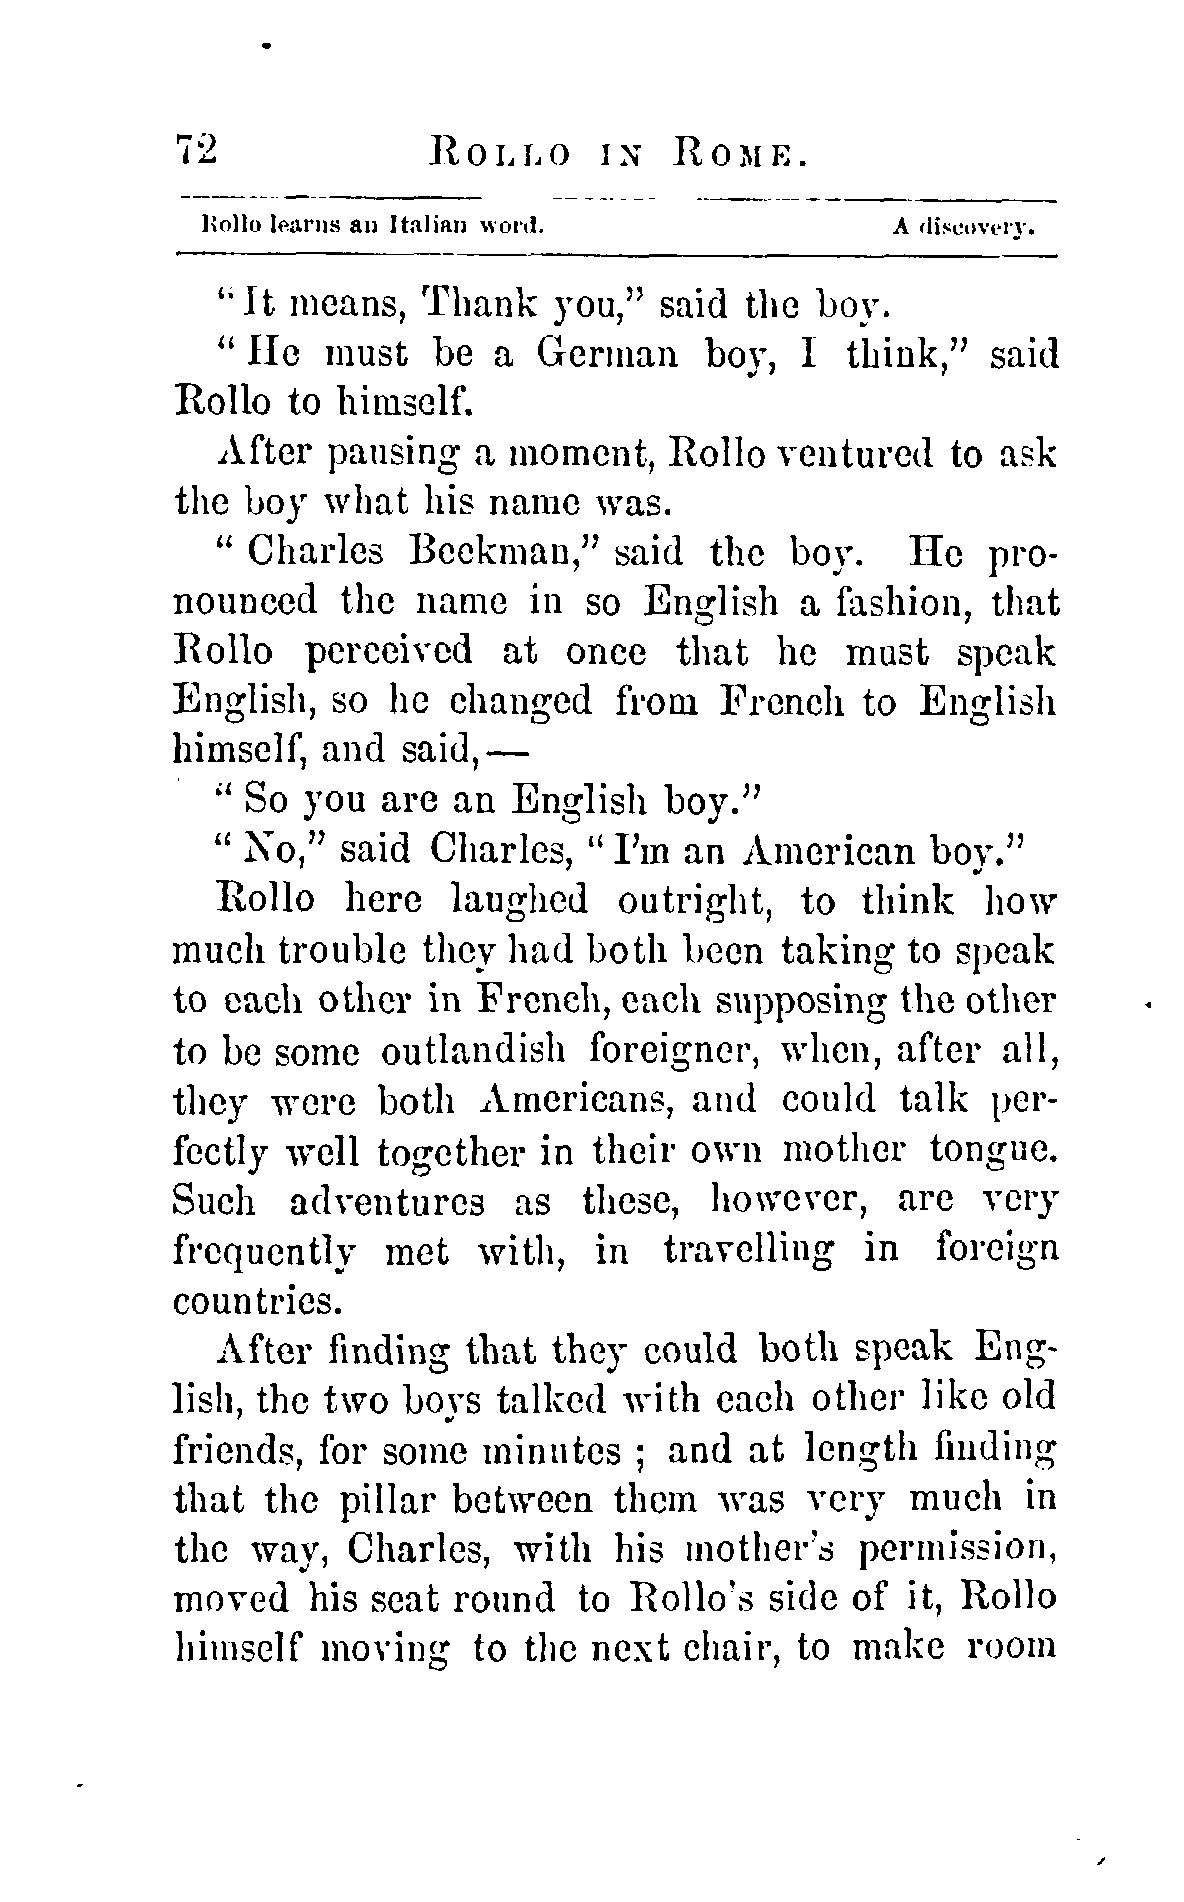 72 ROLLO IN ROME.
Rollo learns an Italian word. A discovery.
“It means, Thank you,” said the boy.
“He must be a German boy, I think,” said
Rollo to himself.
After pausing a moment, Rollo ventured to ask
the boy what his name was.
“Charles Beekman,” said the boy. He pro-
nounced the name in so English a fashion, that
Rollo perceived at once that he must speak
English, so he changed from French to English
himself, and said,—
“So you are an English boy.”
“No,” said Charles, “I’m an American boy.”
Rollo here laughed outright, to think how
much trouble they had both been taking to speak
to each other in French, each supposing the other
to be some outlandish foreigner, when, after all,
they were both Americans, and could talk per-
fectly well together in their own mother tongue.
Such adventures as these, however, are very
frequently met with, in travelling in foreign
countries.
After finding that they could both speak Eng-
lish, the two boys talked with each other like old
friends, for some minutes ; and at length finding
that the pillar between them was very much in
the way, Charles, with his mother’s permission,
moved his seat round to Rollo’s side of it, Rollo
himself moving to the next chair, to make room